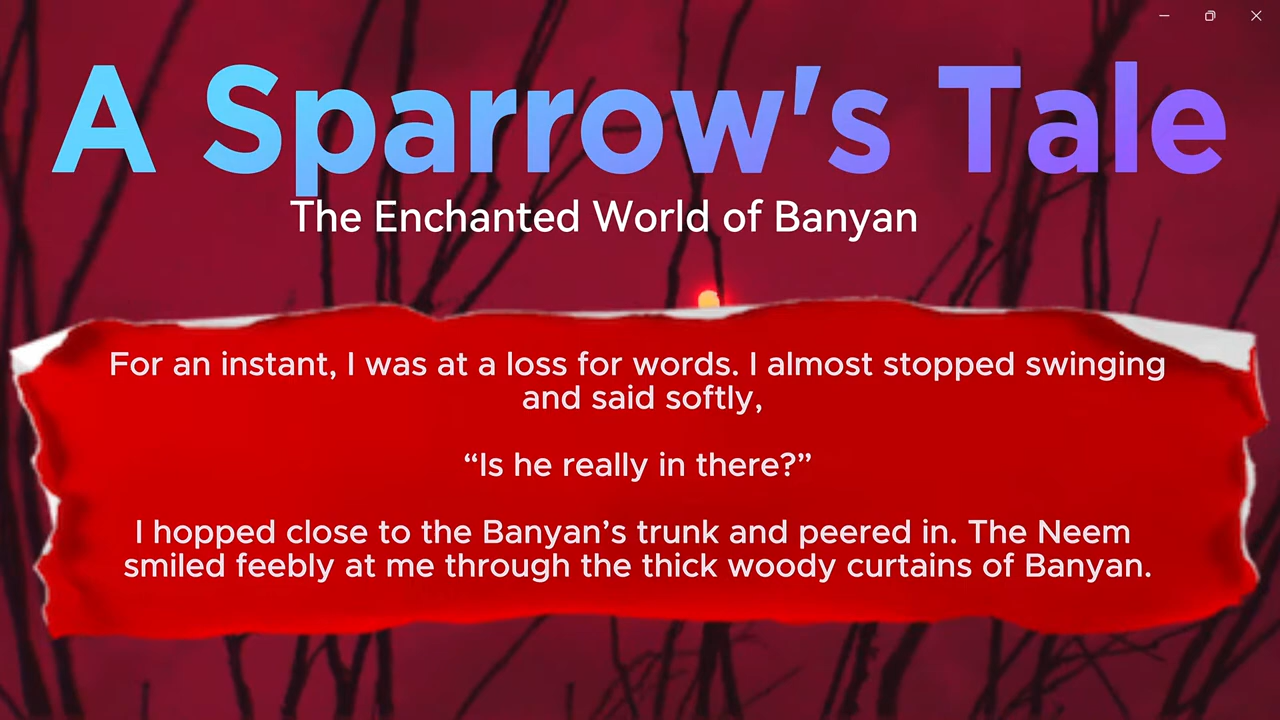 A Sparrow's Tale
The Enchanted World of Banyan
For an instant, I was at a loss for words. I almost stopped swinging
and said softly,
“Is he really in there?”
I hopped close to the Banyan’s trunk and peered in. The Neem
smiled feebly at me through the thick woody curtains of Banyan.